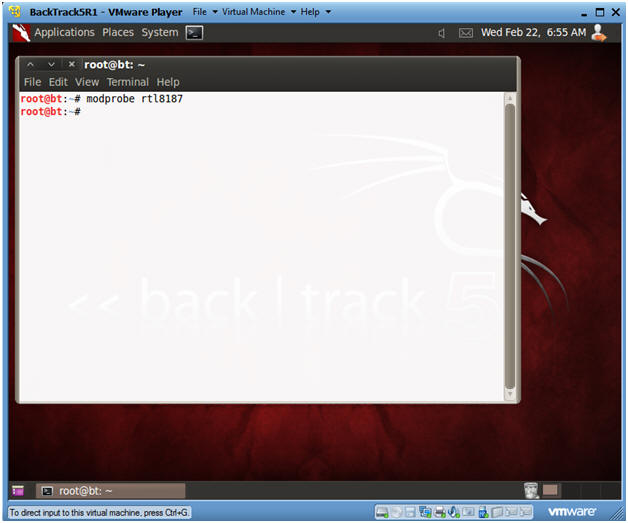 BackTrack5R1 - VMware Player File Virtual Machine Help
Applications Places System Wed Feb 22, 6:55 AM
root@bt: ~
File Edit View Terminal Help
root@bt:~# modprobe rtl8187
root@bt:~#
<< back | track 5
root@bt: ~
To direct input to this virtual machine, press Ctrl+G.
vmware